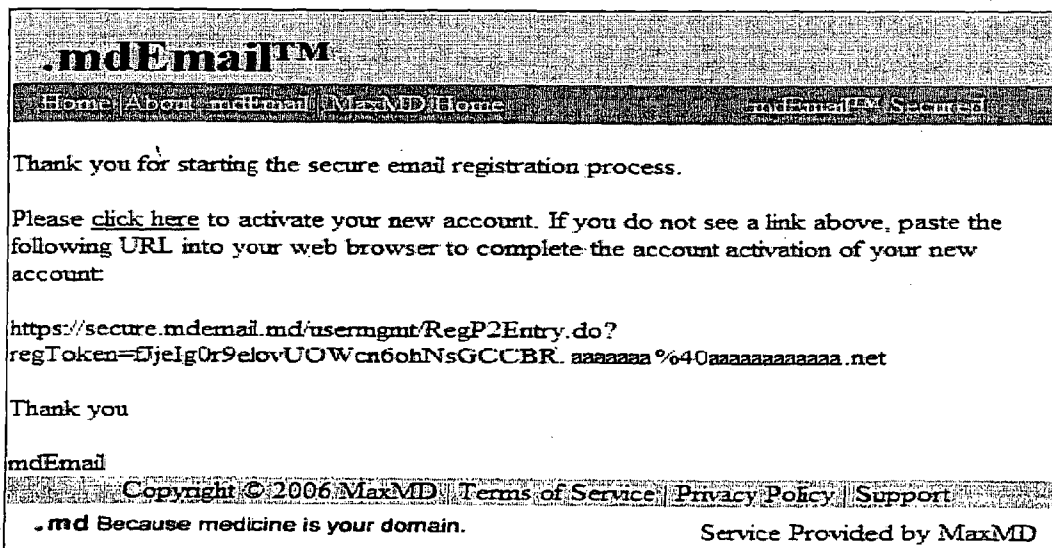 .mdEmail™
Home | About .mdEmail | MaxMD Home .mdEmail™ Secured
Thank you for starting the secure email registration process.
Please click here to activate your new account. If you do not see a link above, paste the
following URL into your web browser to complete the account activation of your new
account:
https://secure.mdemail.md/usermgmt/RegP2Entry.do?
regToken=fJjeIg0r9elovUOWcn6ohNsGCCBR. aaaaaaa%40aaaaaaaaaaaa.net
Thank you
mdEmail
Copyright © 2006 MaxMD | Terms of Service | Privacy Policy | Support
.md Because medicine is your domain. Service Provided by MaxMD